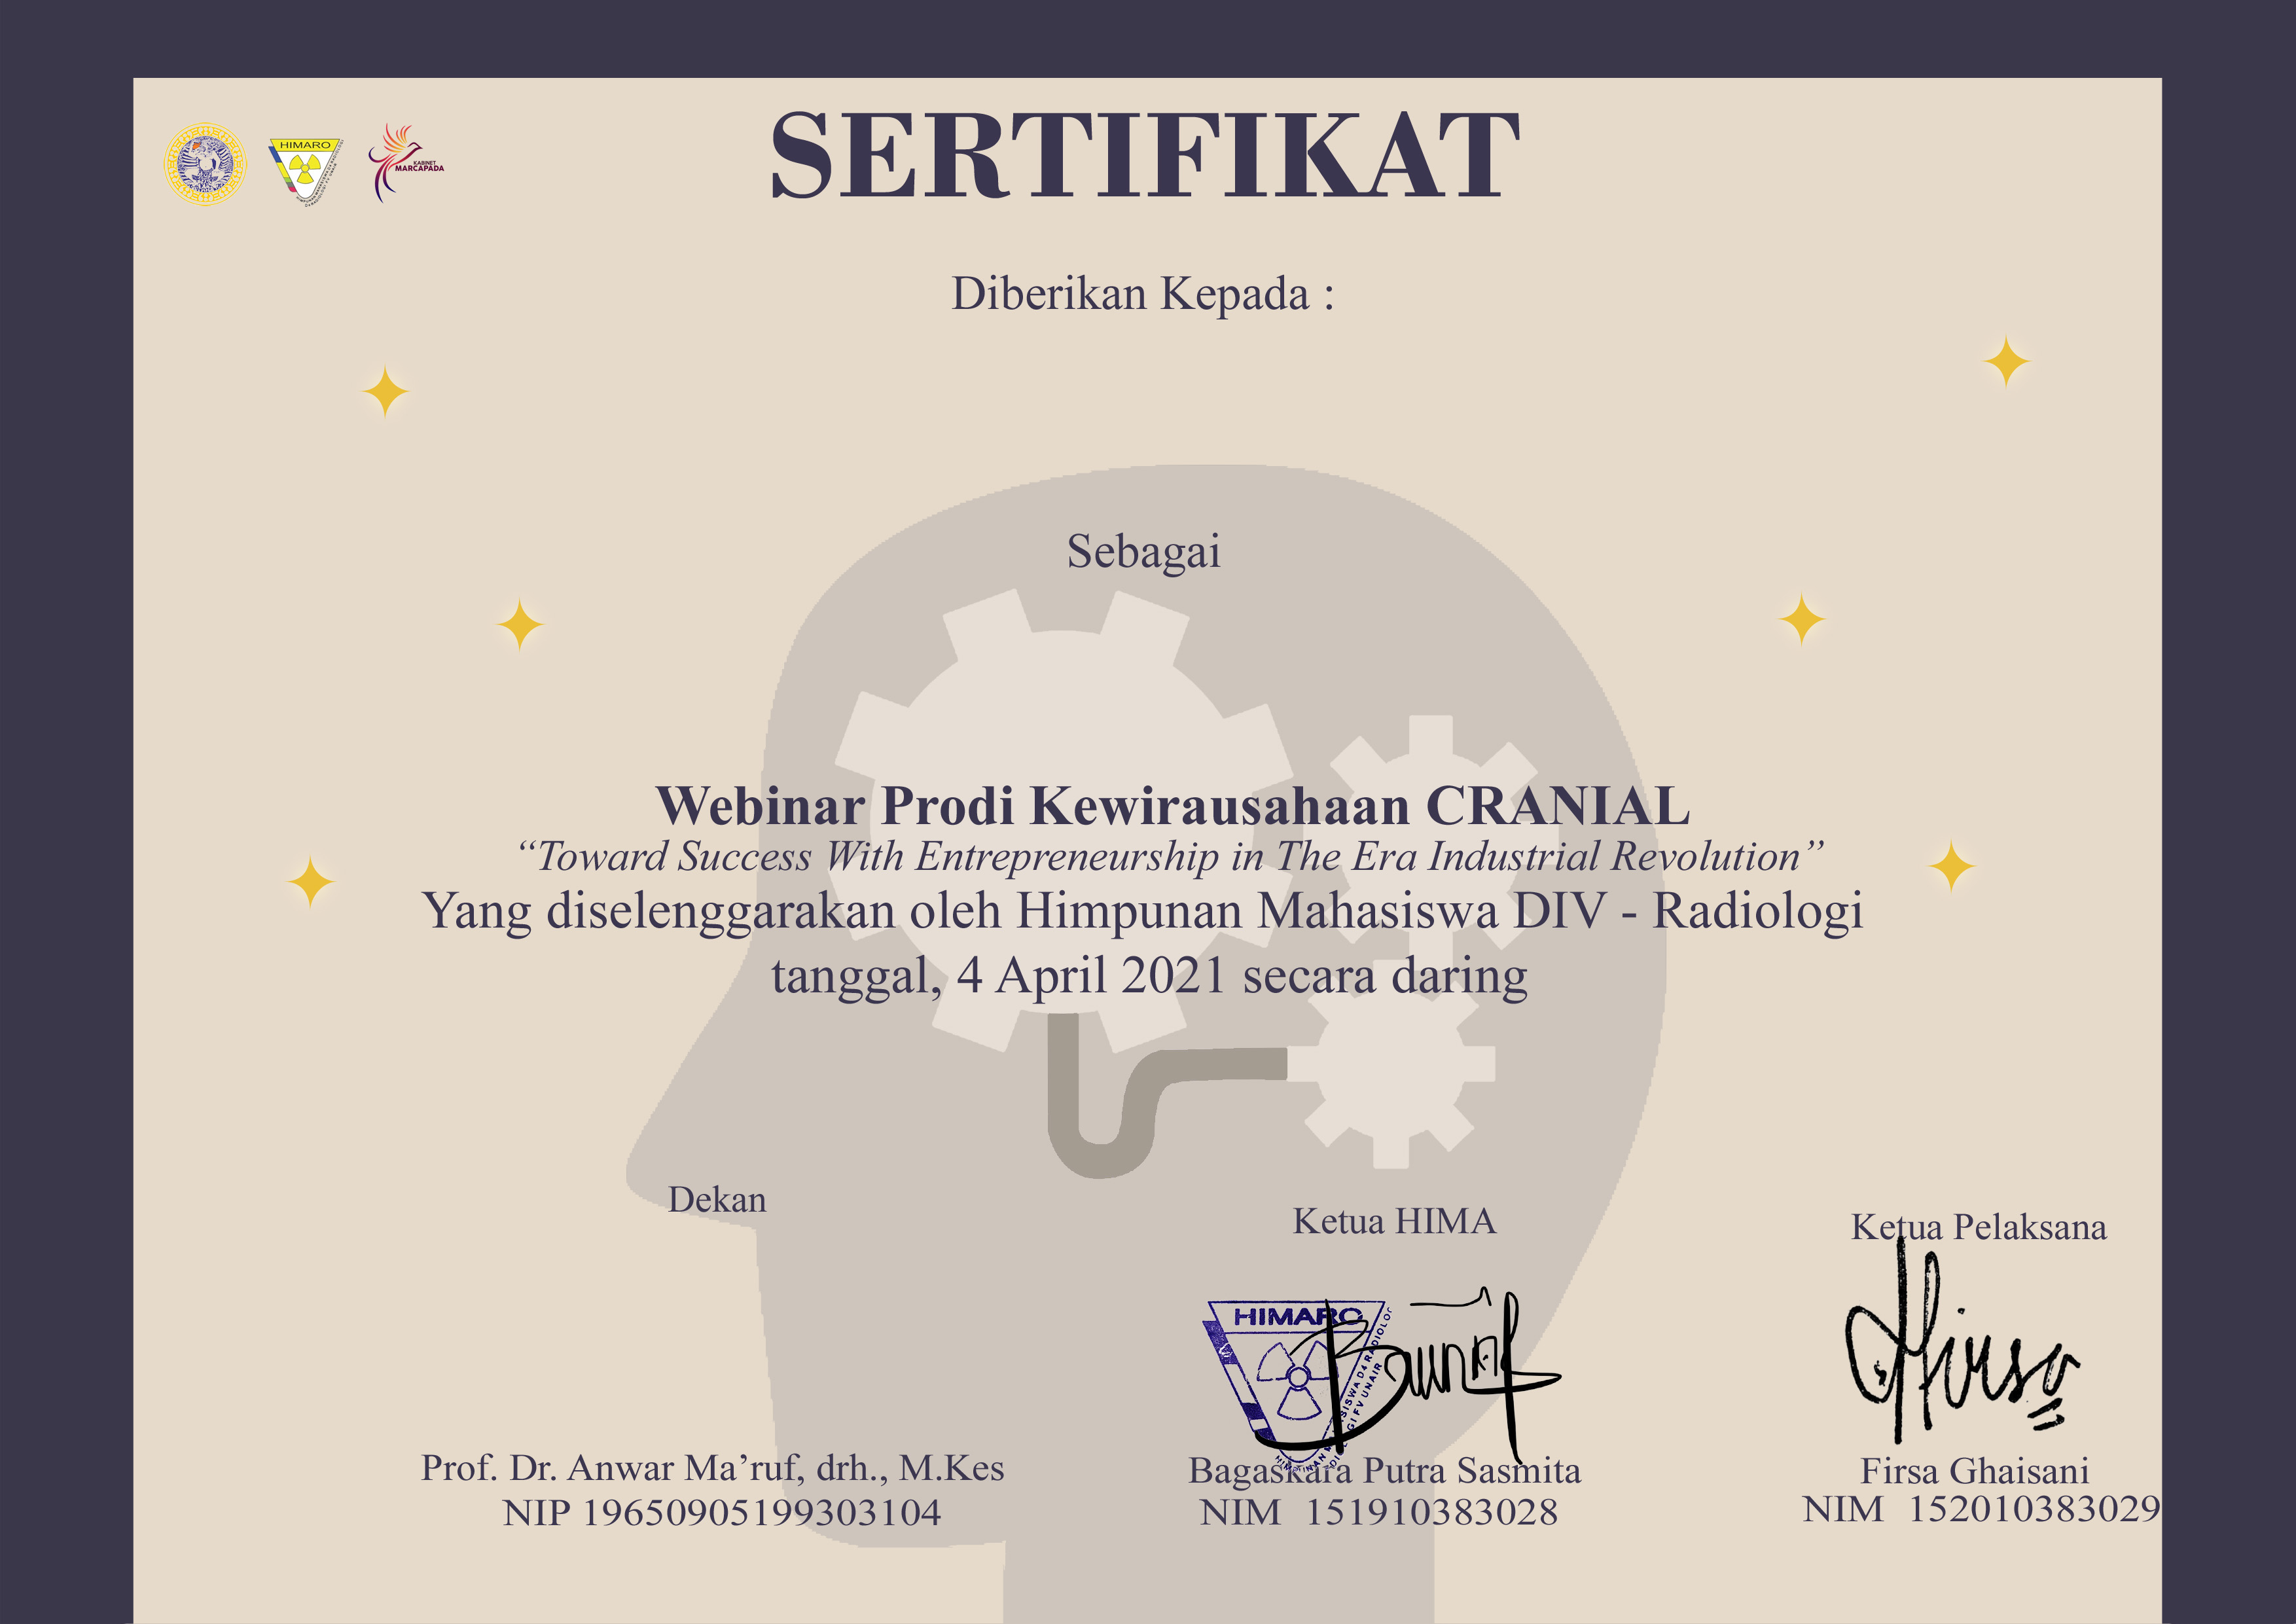 HIMARO
KABINET
MARCAPADA
SERTIFIKAT
Diberikan Kepada :
Sebagai
Webinar Prodi Kewirausahaan CRANIAL
“Toward Success With Entrepreneurship in The Era Industrial Revolution”
Yang diselenggarakan oleh Himpunan Mahasiswa DIV - Radiologi
tanggal, 4 April 2021 secara daring
Dekan
Ketua HIMA
Ketua Pelaksana
HIMARO
Prof. Dr. Anwar Ma’ruf, drh., M.Kes
NIP 19650905199303104
Bagaskara Putra Sasmita
NIM 151910383028
Firsa Ghaisani
NIM 152010383029